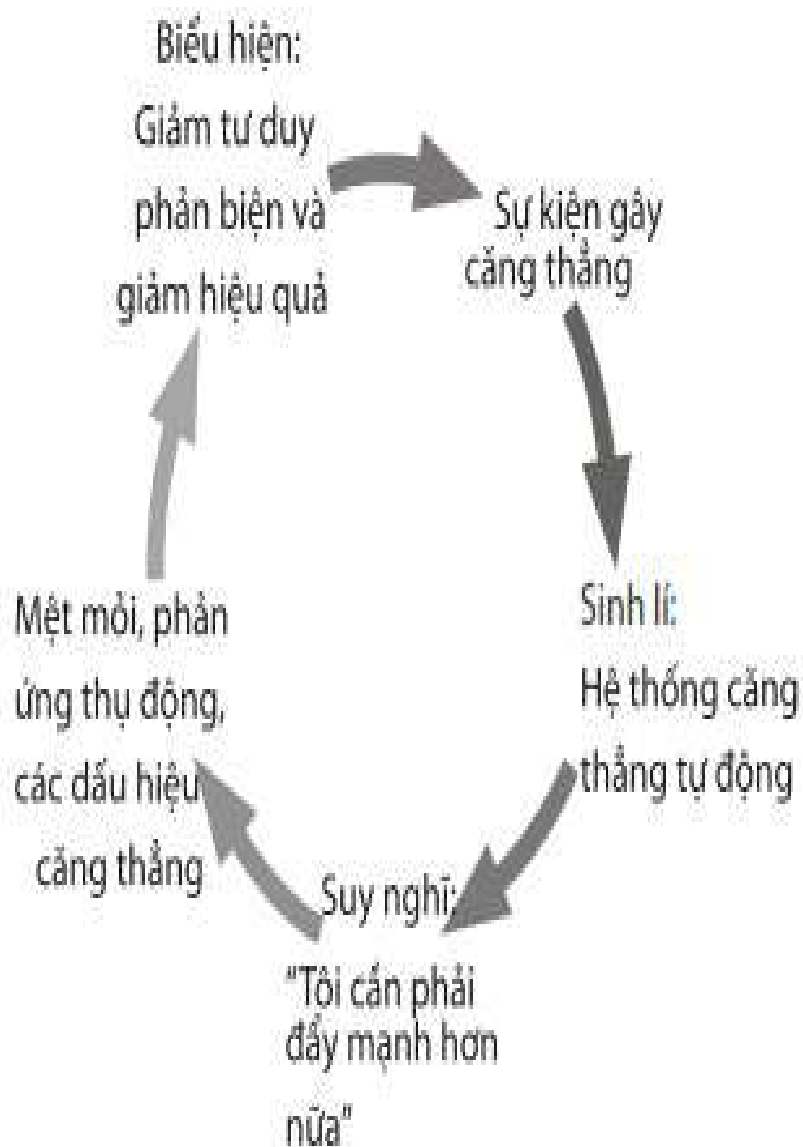 Biểu hiện:
Giảm tư duy
phản biện và
giảm hiệu quả
Sự kiện gây
căng thẳng
Sinh lí:
Hệ thống căng
thẳng tự động
Suy nghĩ:
"Tôi cần phải
đẩy mạnh hơn
nữa"
Mệt mỏi, phản
ứng thụ động,
các dấu hiệu
căng thẳng